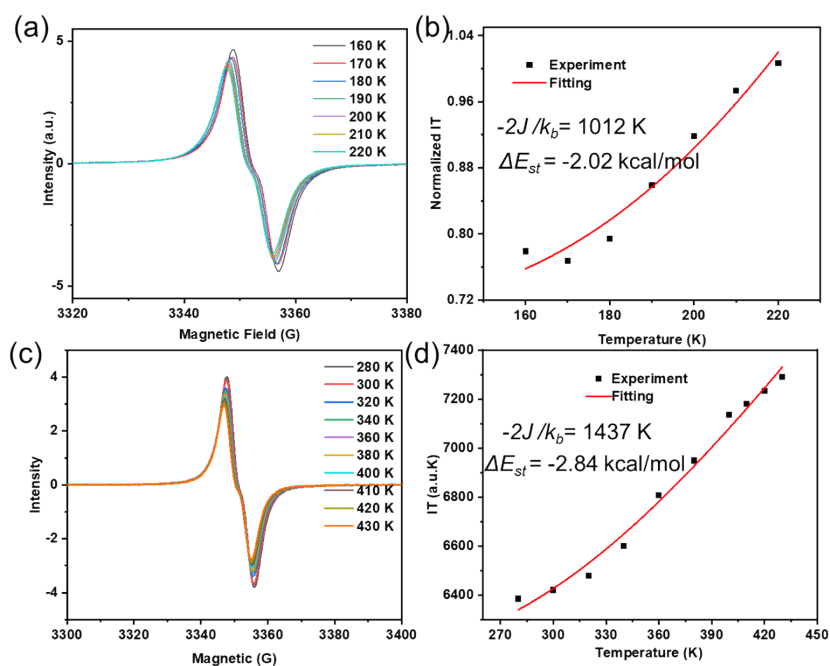 (a)
Intensity (a.u.)
5
0
-5
3320
3340
3360
3380
Magnetic Field (G)
160 K
170 K
180 K
190 K
200 K
210 K
220 K
(b)
Normalized IT
1.04
0.96
0.88
0.80
0.72
160
180
200
220
Temperature (K)
Experiment
Fitting
-2J/k_b= 1012 K
ΔE_st = -2.02 kcal/mol
(c)
Intensity
4
2
0
-2
-4
3300
3320
3340
3360
3380
3400
Magnetic (G)
280 K
300 K
320 K
340 K
360 K
380 K
400 K
410 K
420 K
430 K
(d)
IT (a.u.K)
7400
7200
7000
6800
6600
6400
270
300
330
360
390
420
450
Temperature (K)
Experiment
Fitting
-2J/k_b= 1437 K
ΔE_st = -2.84 kcal/mol